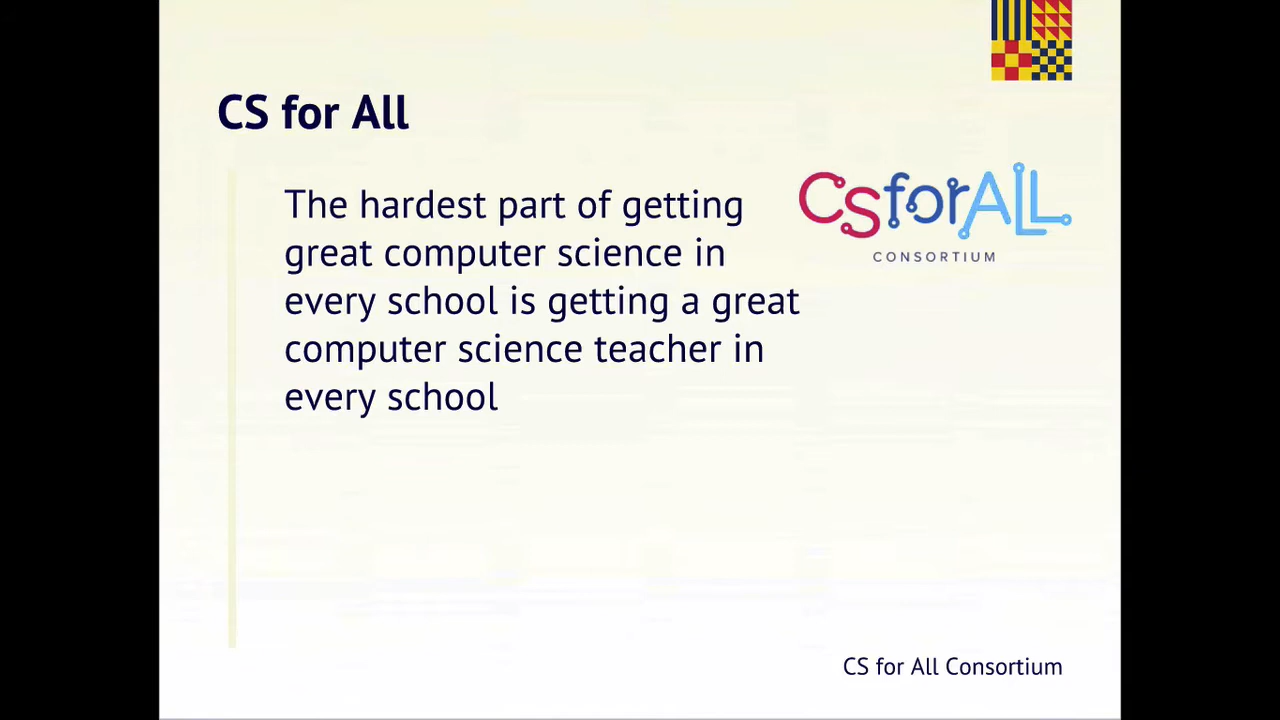 CS for All
The hardest part of getting
great computer science in
every school is getting a great
computer science teacher in
every school
CSforALL
CONSORTIUM
CS for All Consortium